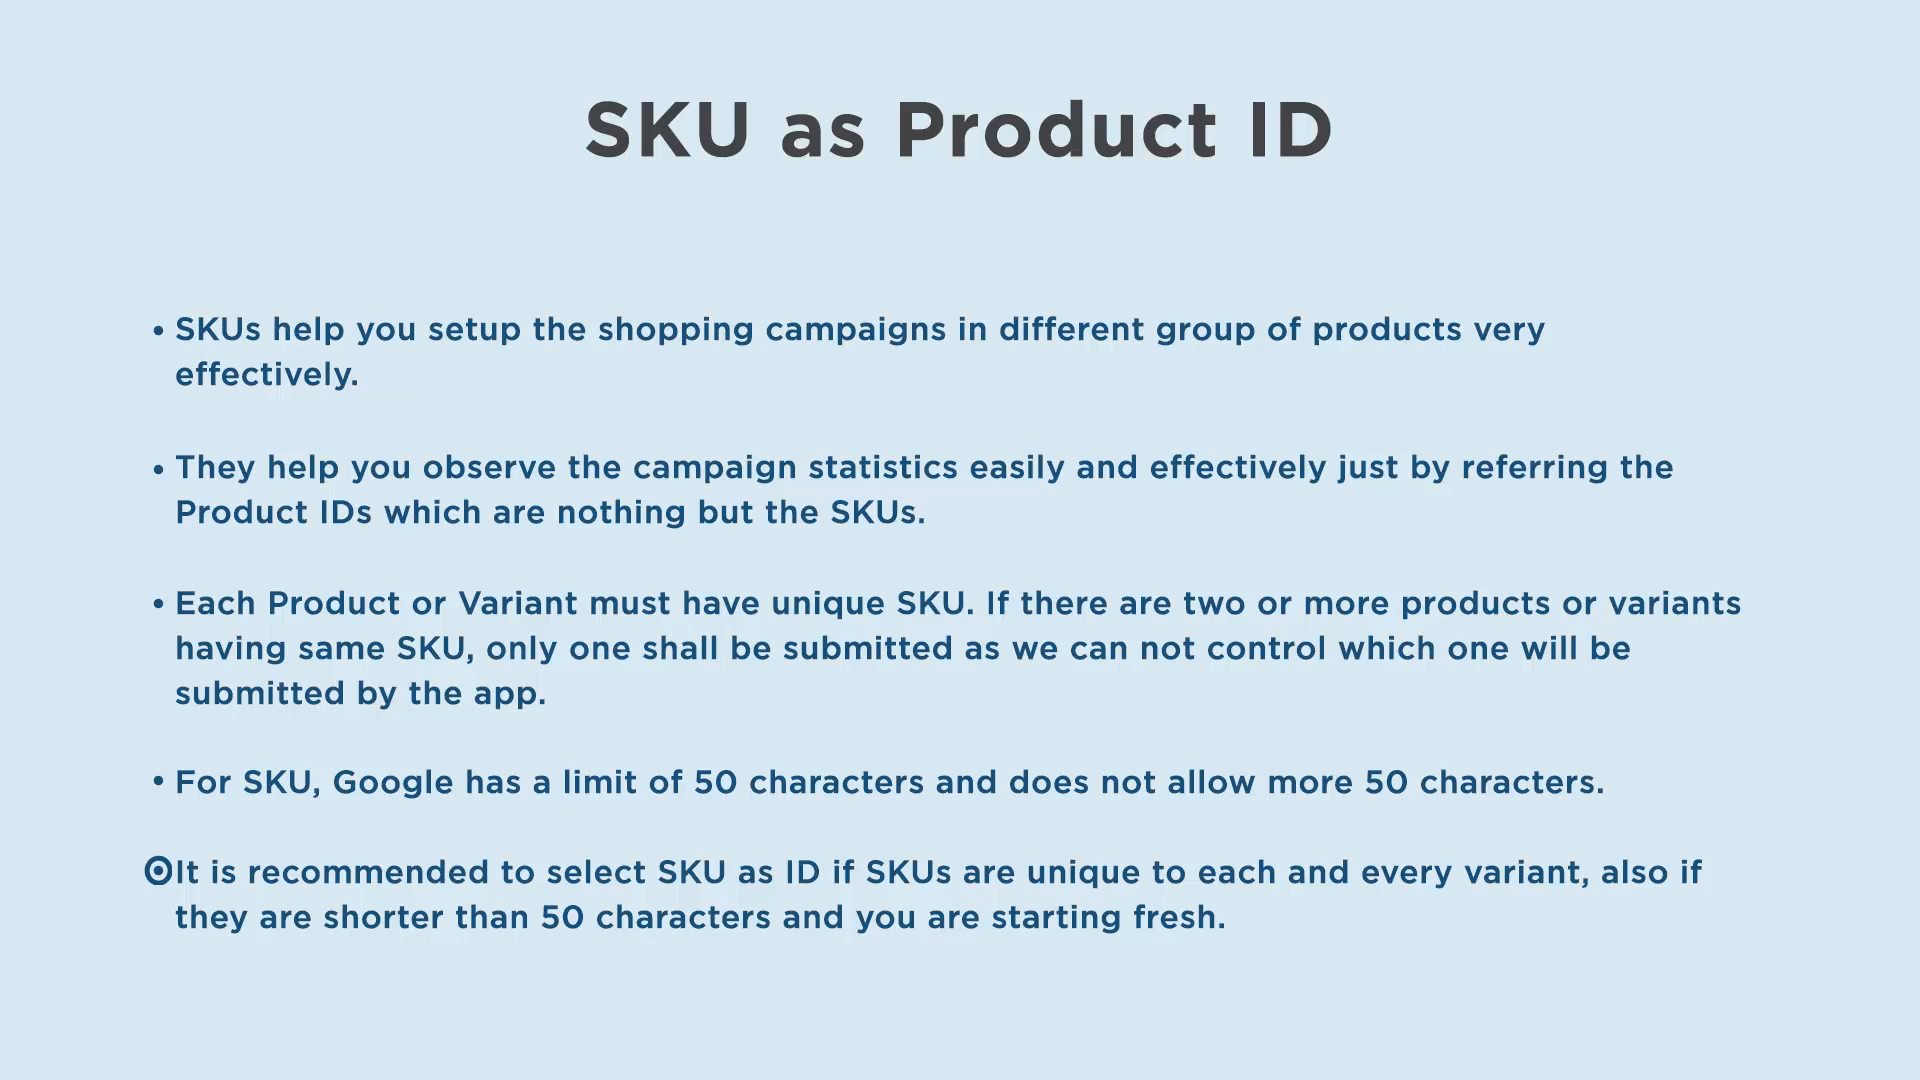 SKU as Product ID
• SKUs help you setup the shopping campaigns in different group of products very
effectively.
• They help you observe the campaign statistics easily and effectively just by referring the
Product IDs which are nothing but the SKUs.
• Each Product or Variant must have unique SKU. If there are two or more products or variants
having same SKU, only one shall be submitted as we can not control which one will be
submitted by the app.
• For SKU, Google has a limit of 50 characters and does not allow more 50 characters.
⊙ It is recommended to select SKU as ID if SKUs are unique to each and every variant, also if
they are shorter than 50 characters and you are starting fresh.